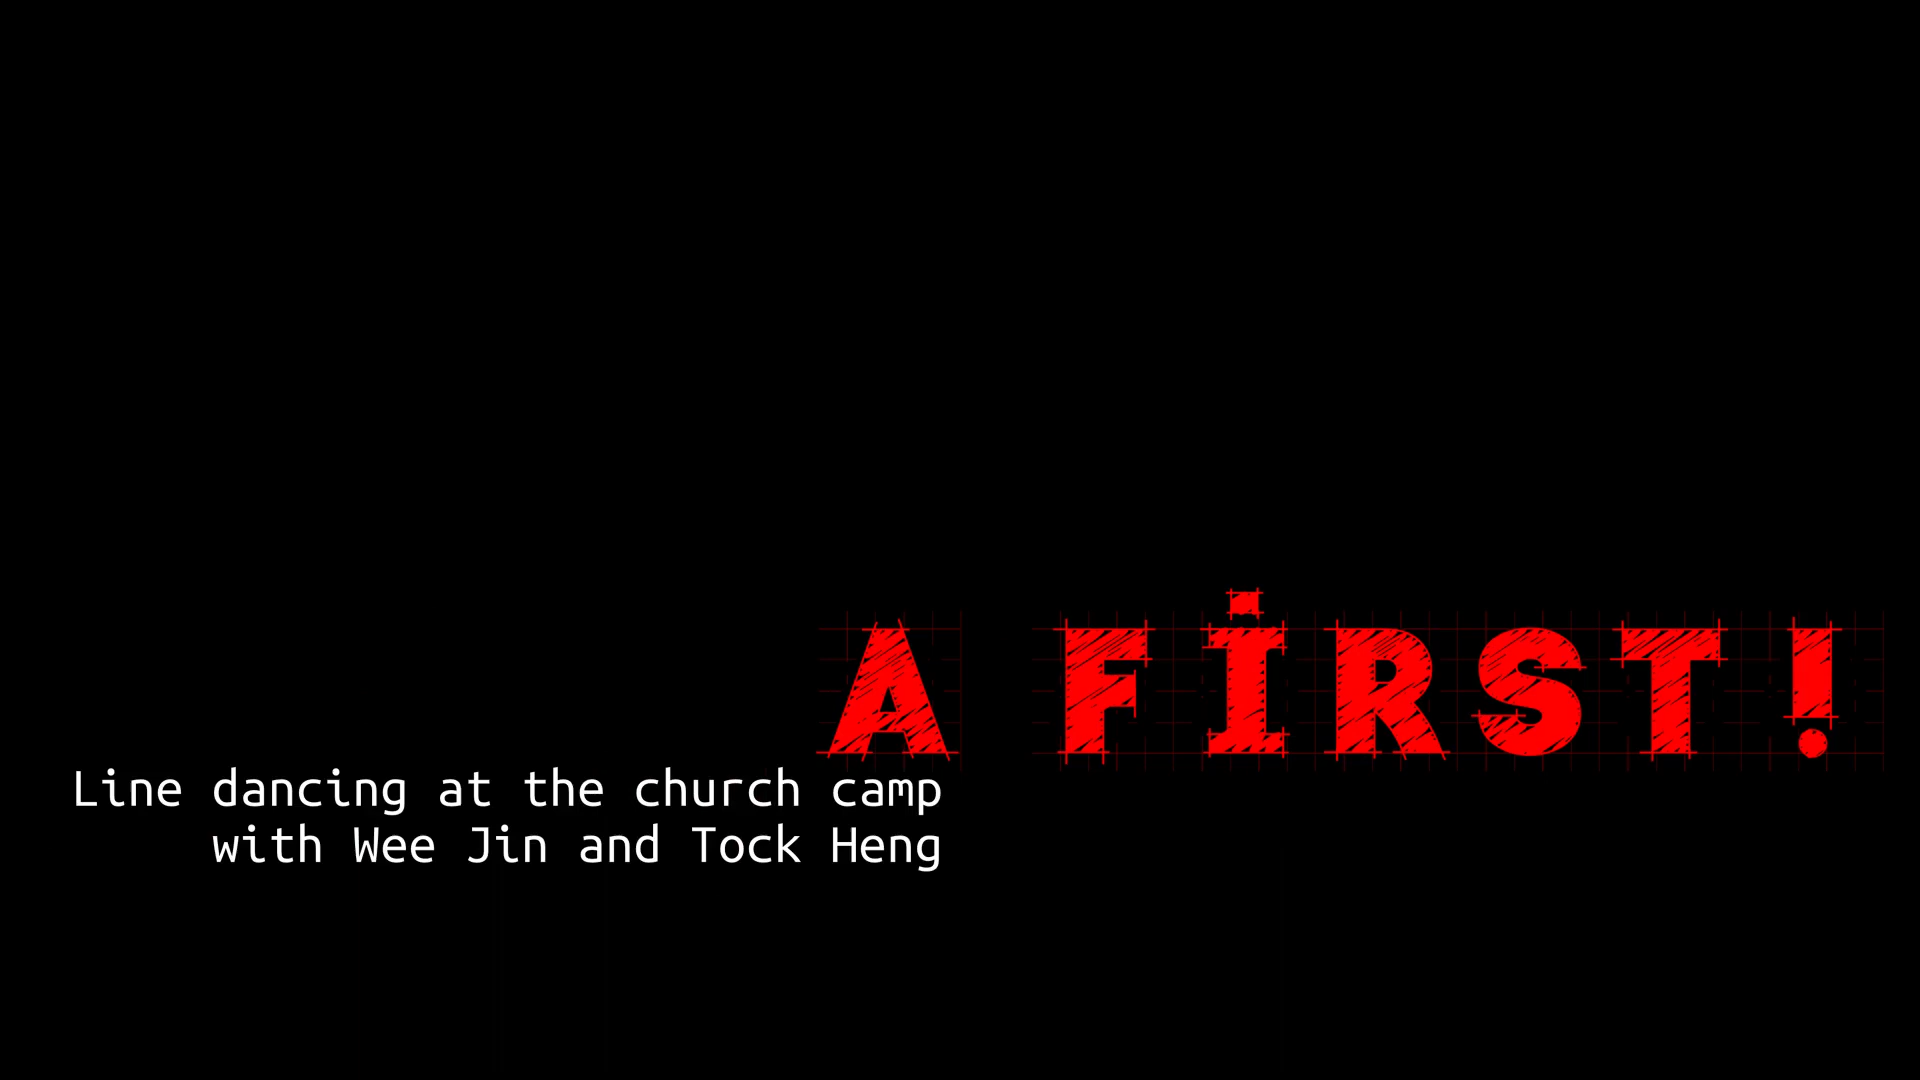 A FİRST!
Line dancing at the church camp
with Wee Jin and Tock Heng